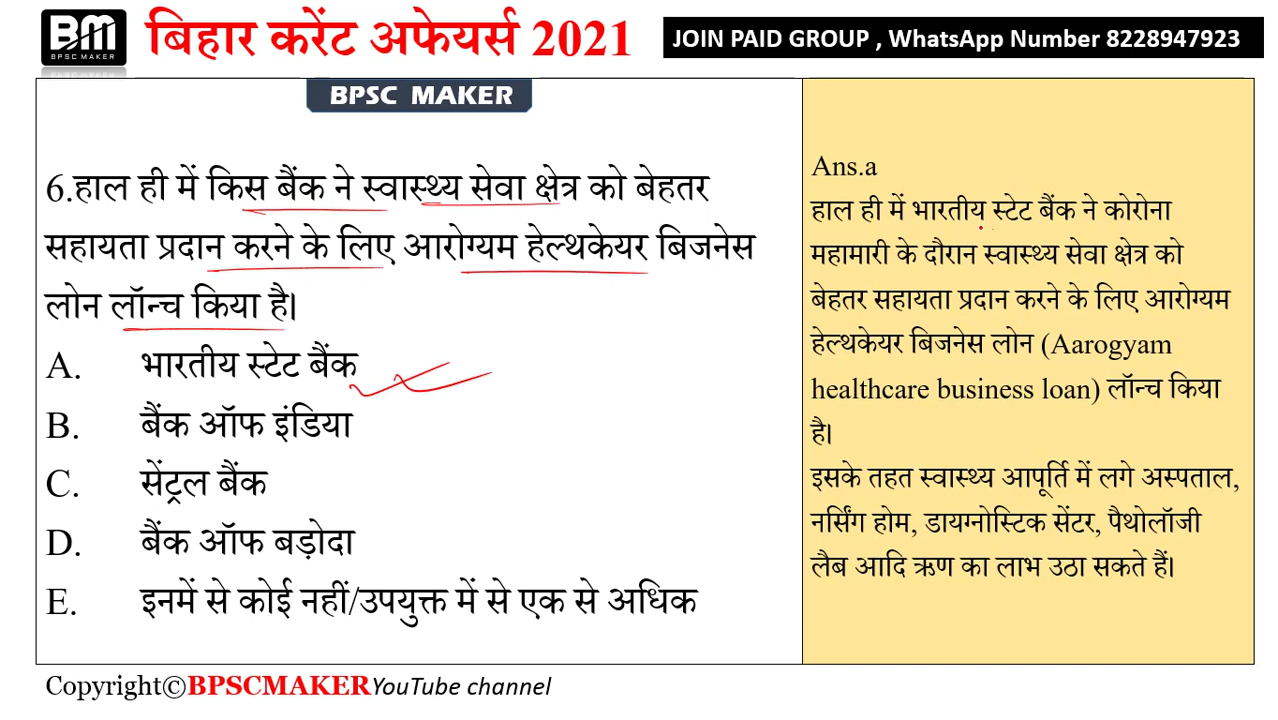 BM
BPSC MAKER
बिहार करेंट अफेयर्स 2021
JOIN PAID GROUP , WhatsApp Number 8228947923
BPSC MAKER
6.हाल ही में किस बैंक ने स्वास्थ्य सेवा क्षेत्र को बेहतर
सहायता प्रदान करने के लिए आरोग्यम हेल्थकेयर बिजनेस
लोन लॉन्च किया है।
A. भारतीय स्टेट बैंक
B. बैंक ऑफ इंडिया
C. सेंट्रल बैंक
D. बैंक ऑफ बड़ोदा
E. इनमें से कोई नहीं/उपयुक्त में से एक से अधिक
Ans.a
हाल ही में भारतीय स्टेट बैंक ने कोरोना
महामारी के दौरान स्वास्थ्य सेवा क्षेत्र को
बेहतर सहायता प्रदान करने के लिए आरोग्यम
हेल्थकेयर बिजनेस लोन (Aarogyam
healthcare business loan) लॉन्च किया
है।
इसके तहत स्वास्थ्य आपूर्ति में लगे अस्पताल,
नर्सिंग होम, डायग्नोस्टिक सेंटर, पैथोलॉजी
लैब आदि ऋण का लाभ उठा सकते हैं।
Copyright©BPSCMAKERYouTube channel